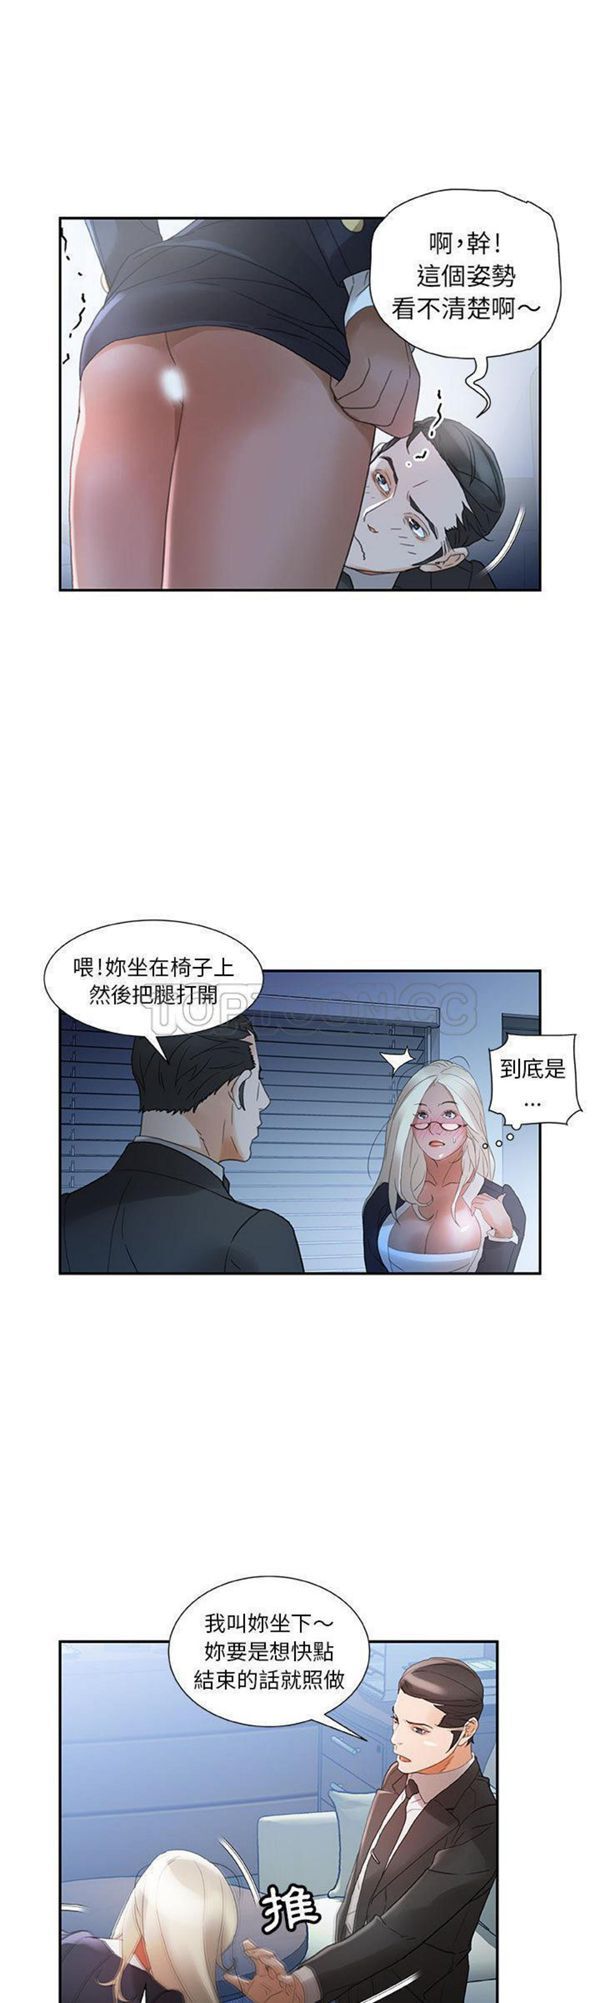 啊,幹!
這個姿勢
看不清楚啊～
喂!妳坐在椅子上
然後把腿打開
TOPTOON.CC
到底是
...
我叫妳坐下～
妳要是想快點
結束的話就照做
推